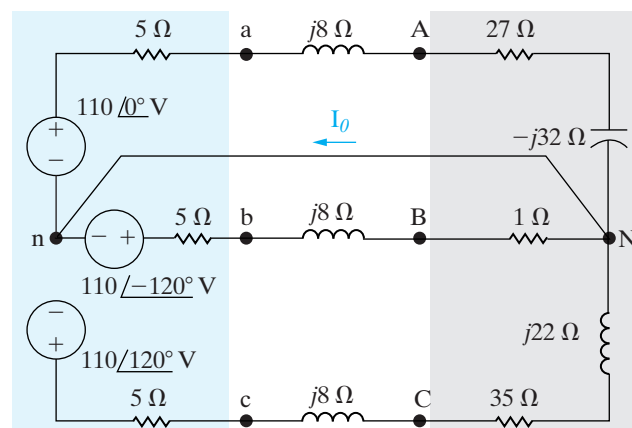 5 Ω a j8 Ω A 27 Ω
110 /0° V
+
−
I0
−j32 Ω
n − + 5 Ω b j8 Ω B 1 Ω N
110 /−120° V
−
+
110 /120° V
j22 Ω
5 Ω c j8 Ω C 35 Ω